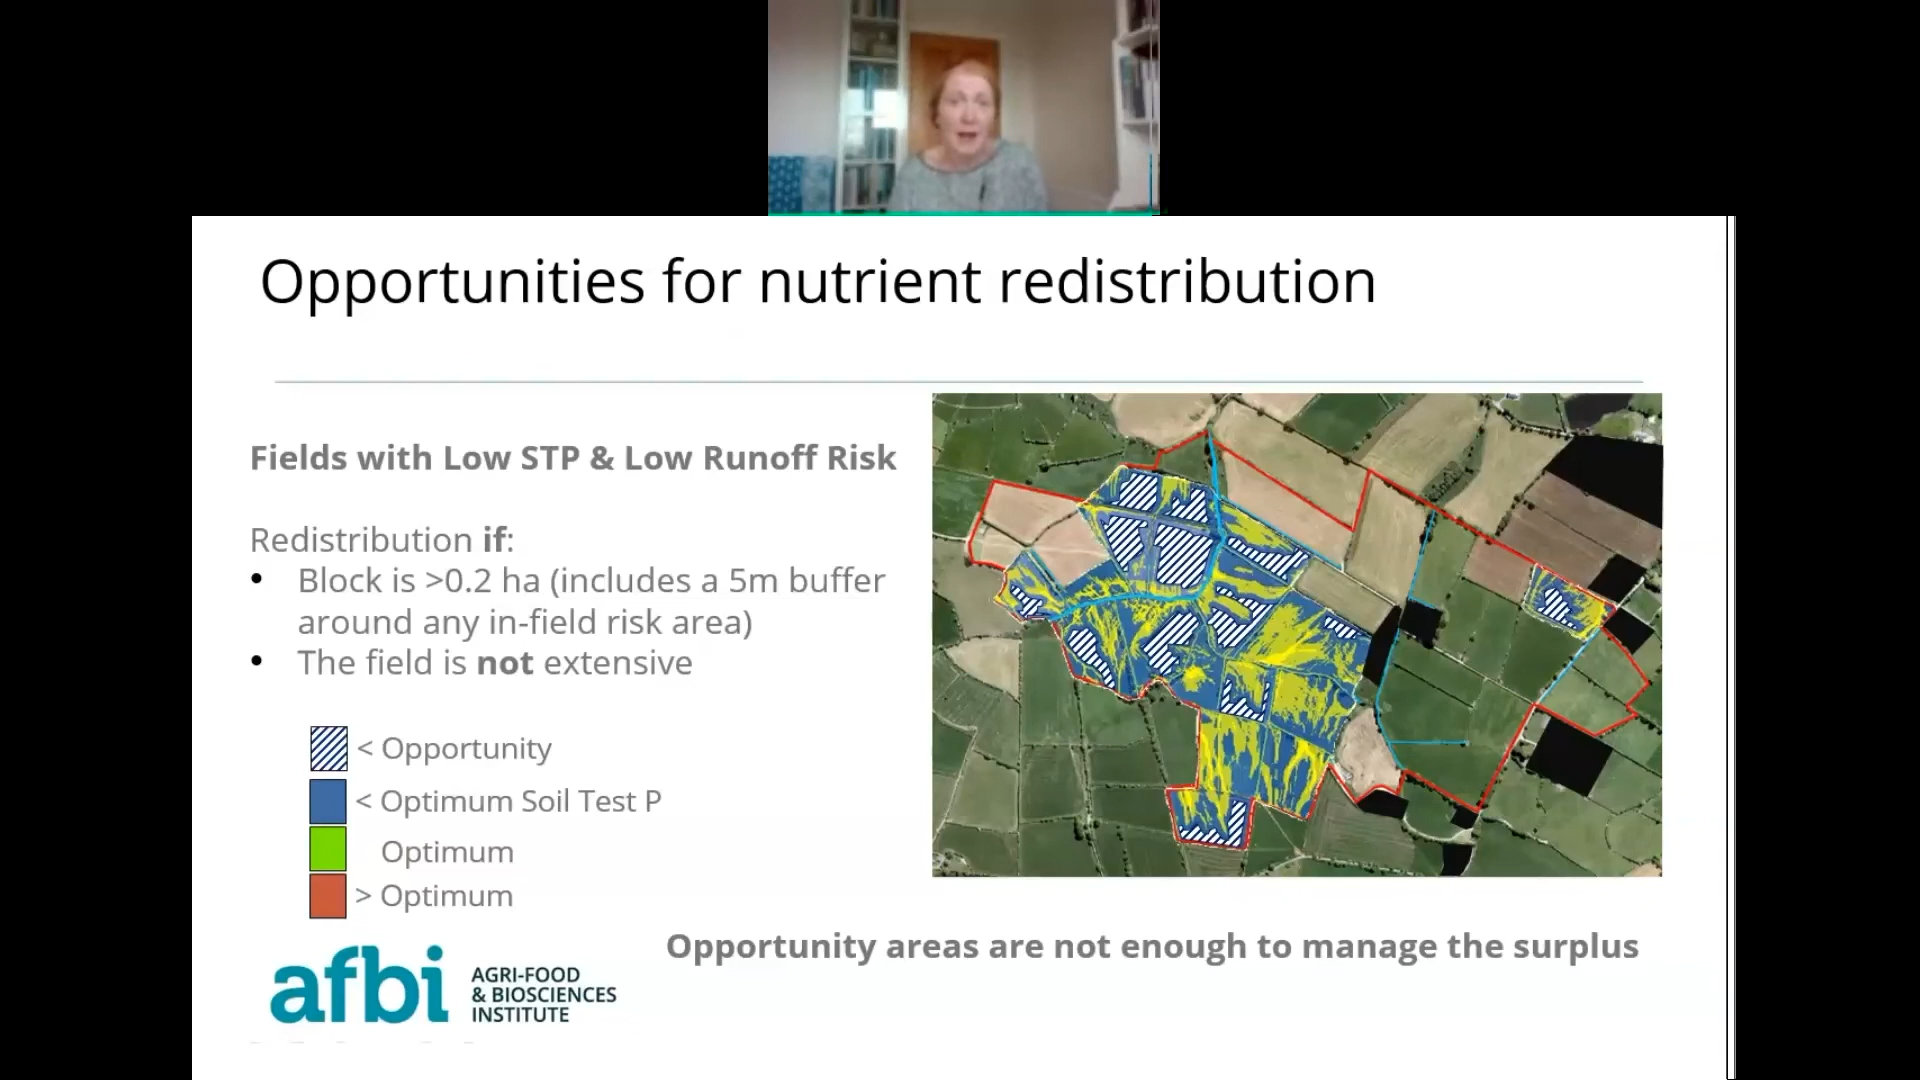 Opportunities for nutrient redistribution
Fields with Low STP & Low Runoff Risk
Redistribution if:
• Block is >0.2 ha (includes a 5m buffer
around any in-field risk area)
• The field is not extensive
< Opportunity
< Optimum Soil Test P
Optimum
> Optimum
Opportunity areas are not enough to manage the surplus
afbi
AGRI-FOOD
& BIOSCIENCES
INSTITUTE